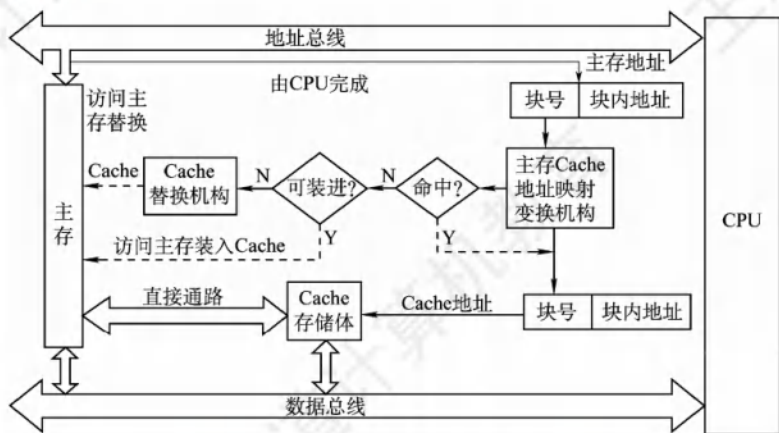 地址总线
主存地址
访问主
存替换
由CPU完成
块号
块内地址
Cache
Cache
替换机构
N
可装进?
N
命中?
主存Cache
地址映射
变换机构
CPU
主存
Y
Y
访问主存装入Cache
直接通路
Cache
存储体
Cache地址
块号
块内地址
数据总线